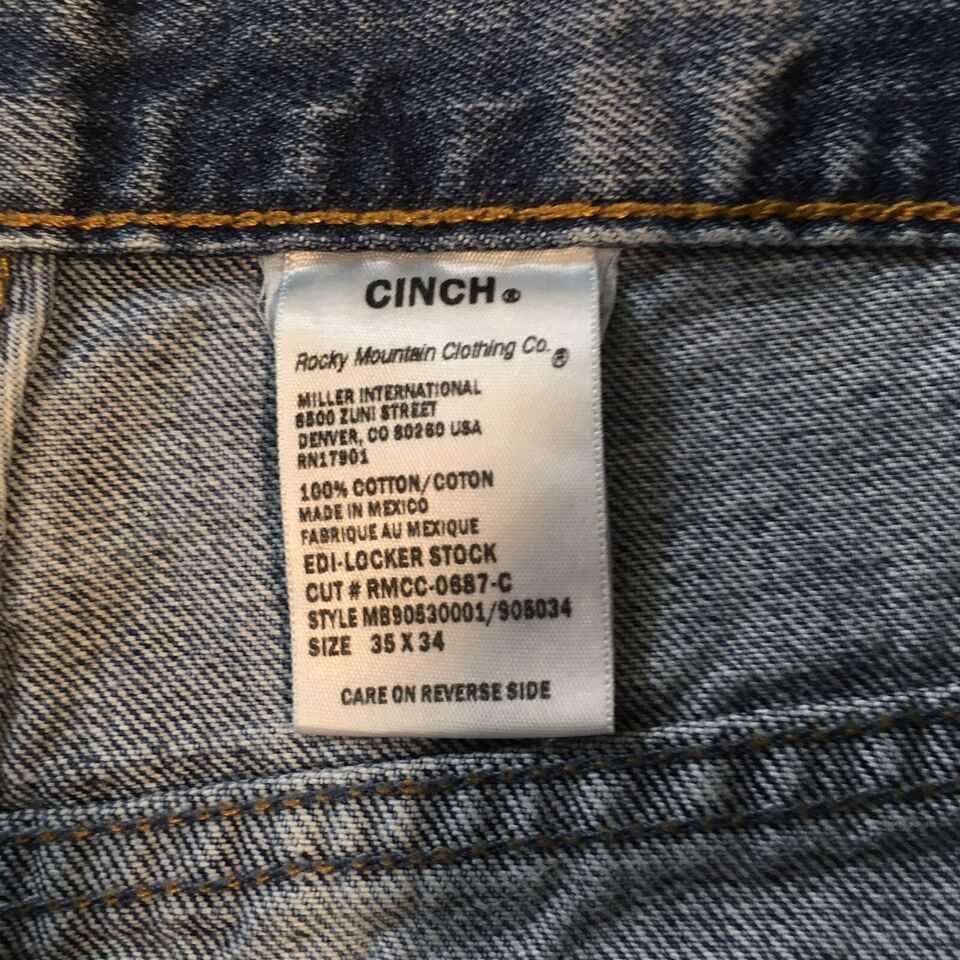 CINCH®
Rocky Mountain Clothing Co.®
MILLER INTERNATIONAL
8500 ZUNI STREET
DENVER, CO 80260 USA
RN17901
100% COTTON/COTON
MADE IN MEXICO
FABRIQUE AU MEXIQUE
EDI-LOCKER STOCK
CUT # RMCC-0687-C
STYLE MB90530001/905034
SIZE 35 X 34
CARE ON REVERSE SIDE